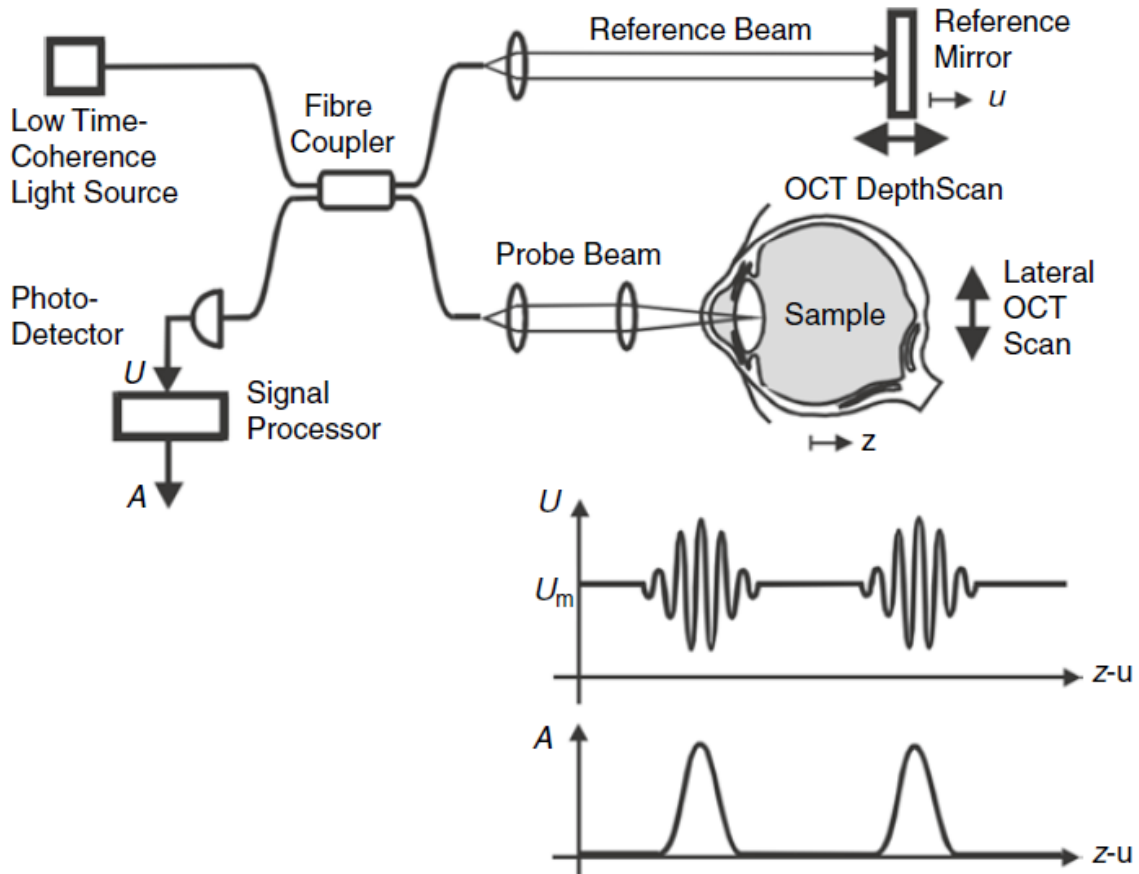 Low Time-
Coherence
Light Source
Fibre
Coupler
Reference Beam
Reference
Mirror
u
OCT DepthScan
Probe Beam
Sample
Lateral
OCT
Scan
z
Photo-
Detector
U
Signal
Processor
A
U
Um
z-u
A
z-u